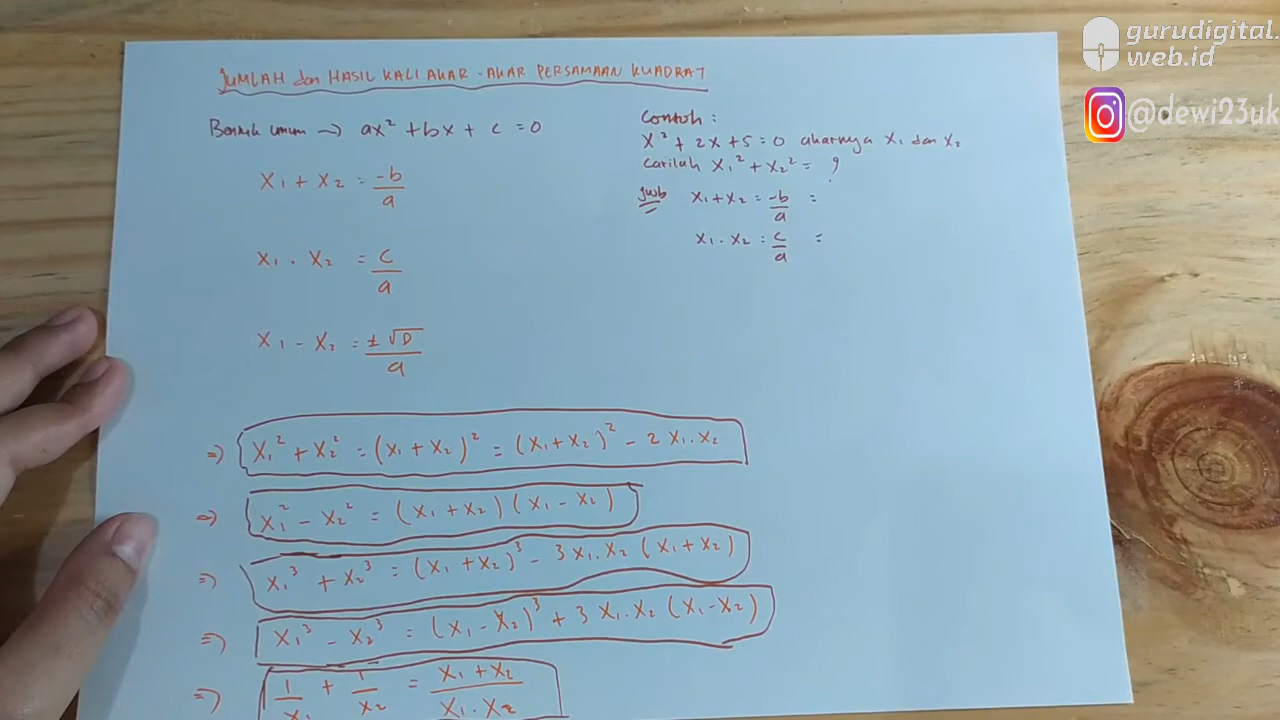 gurudigital.
web.id
@dewi23uk
JUMLAH dan HASIL KALI AKAR-AKAR PERSAMAAN KUADRAT
Bentuk umum → ax² + bx + c = 0
x₁ + x₂ = -b/a
x₁ . x₂ = c/a
x₁ - x₂ = ± √D/a
Contoh :
x² + 2x + 5 = 0 akarnya x₁ dan x₂
carilah x₁² + x₂² = ?
Jwb x₁ + x₂ = -b/a =
x₁ . x₂ = c/a =
⇒ x₁² + x₂² = (x₁ + x₂)² = (x₁ + x₂)² - 2 x₁ . x₂
⇒ x₁² - x₂² = (x₁ + x₂) (x₁ - x₂)
⇒ x₁³ + x₂³ = (x₁ + x₂)³ - 3 x₁ . x₂ (x₁ + x₂)
⇒ x₁³ - x₂³ = (x₁ - x₂)³ + 3 x₁ . x₂ (x₁ - x₂)
⇒ 1/x₁ + 1/x₂ = x₁ + x₂/x₁ . x₂